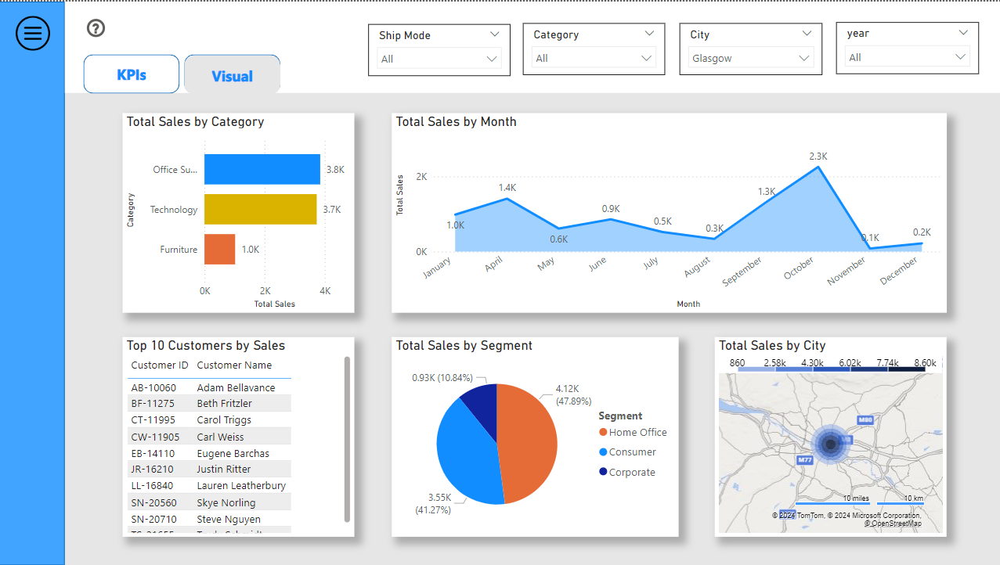 ?
Ship Mode
All
Category
All
City
Glasgow
year
All
KPIs
Visual
Total Sales by Category
Category
Office Su...
3.8K
Technology
3.7K
Furniture
1.0K
0K 2K 4K
Total Sales
Total Sales by Month
Total Sales
2K
0K
1.0K
1.4K
0.6K
0.9K
0.5K
0.3K
1.3K
2.3K
0.1K
0.2K
January April May June July August September October November December
Month
Top 10 Customers by Sales
Customer ID Customer Name
AB-10060 Adam Bellavance
BF-11275 Beth Fritzler
CT-11995 Carol Triggs
CW-11905 Carl Weiss
EB-14110 Eugene Barchas
JR-16210 Justin Ritter
LL-16840 Lauren Leatherbury
SN-20560 Skye Norling
SN-20710 Steve Nguyen
Total Sales by Segment
0.93K (10.84%)
4.12K
(47.89%)
3.55K
(41.27%)
Segment
Home Office
Consumer
Corporate
Total Sales by City
860 2.58k 4.30k 6.02k 7.74k 8.60k
M80
M77
10 miles 10 km
© 2024 TomTom, © 2024 Microsoft Corporation,
© OpenStreetMap